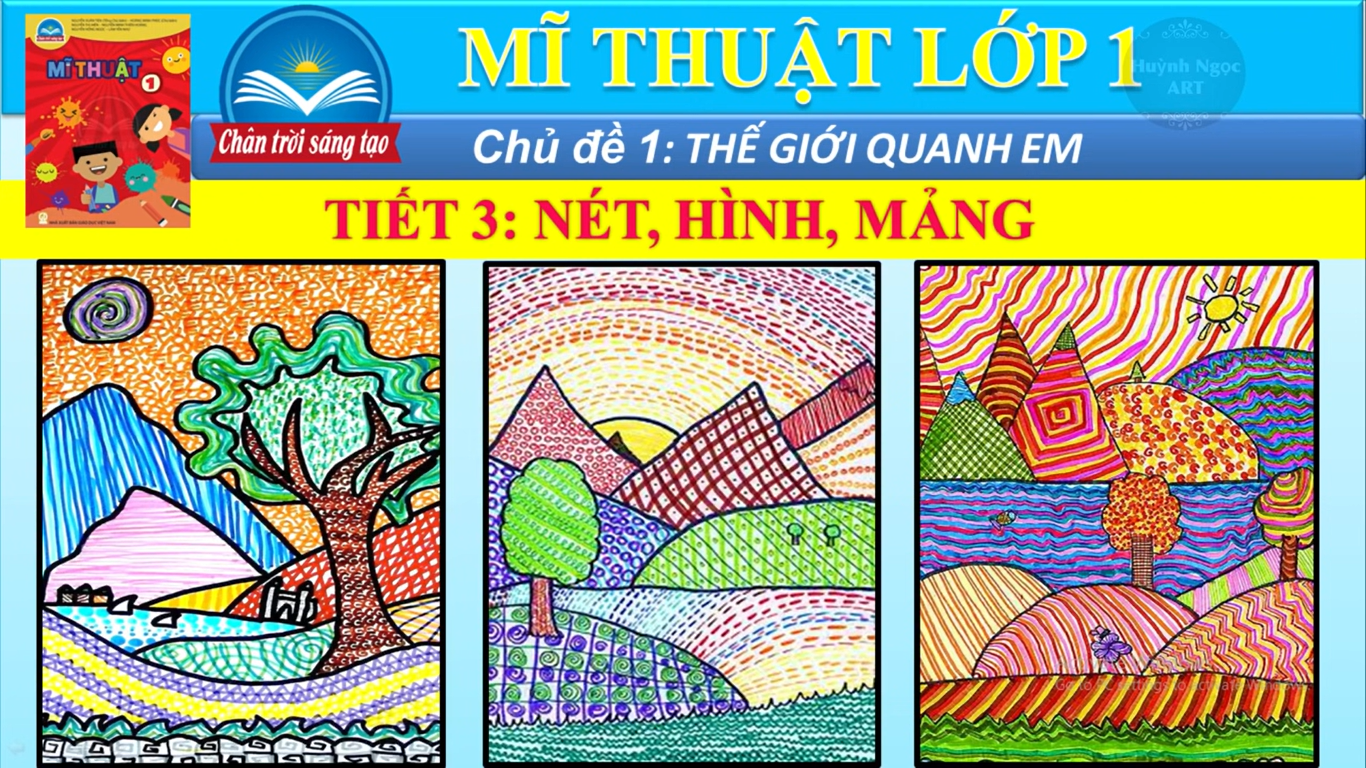 MĨ THUẬT LỚP 1
Huỳnh Ngọc
ART
MĨ THUẬT
1
Chân trời sáng tạo
Chủ đề 1: THẾ GIỚI QUANH EM
TIẾT 3: NÉT, HÌNH, MẢNG